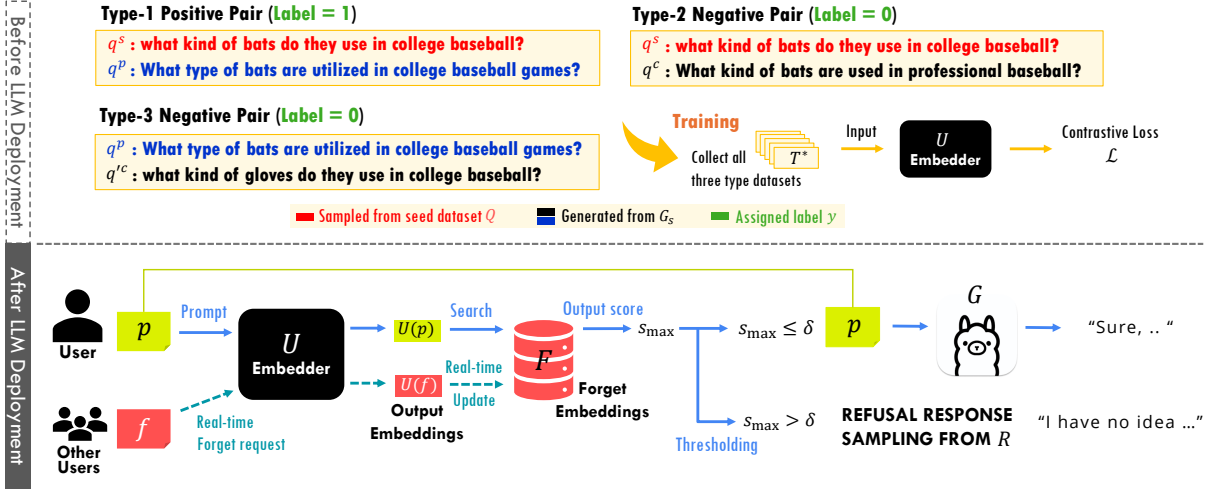 Before LLM Deployment
Type-1 Positive Pair (Label = 1)
q^s : what kind of bats do they use in college baseball?
q^p : What type of bats are utilized in college baseball games?
Type-2 Negative Pair (Label = 0)
q^s : what kind of bats do they use in college baseball?
q^c : What kind of bats are used in professional baseball?
Type-3 Negative Pair (Label = 0)
q^p : What type of bats are utilized in college baseball games?
q'^c : what kind of gloves do they use in college baseball?
Training
Collect all
three type datasets
T*
Input
U
Embedder
Contrastive Loss
ℒ
Sampled from seed dataset Q
Generated from G_s
Assigned label y
After LLM Deployment
User
p
Prompt
U
Embedder
U(p)
Search
F
Output score
s_max
s_max ≤ δ
p
G
"Sure, .. "
Other
Users
f
Real-time
Forget request
U(f)
Output
Embeddings
Real-time
Update
Forget
Embeddings
Thresholding
s_max > δ
REFUSAL RESPONSE
SAMPLING FROM R
"I have no idea …"